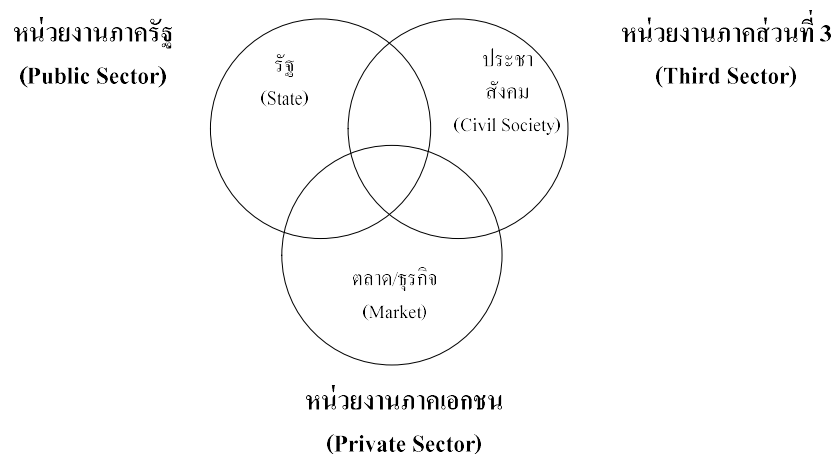 หน่วยงานภาครัฐ
(Public Sector)
รัฐ
(State)
ประชา
สังคม
(Civil Society)
หน่วยงานภาคส่วนที่ 3
(Third Sector)
ตลาด/ธุรกิจ
(Market)
หน่วยงานภาคเอกชน
(Private Sector)